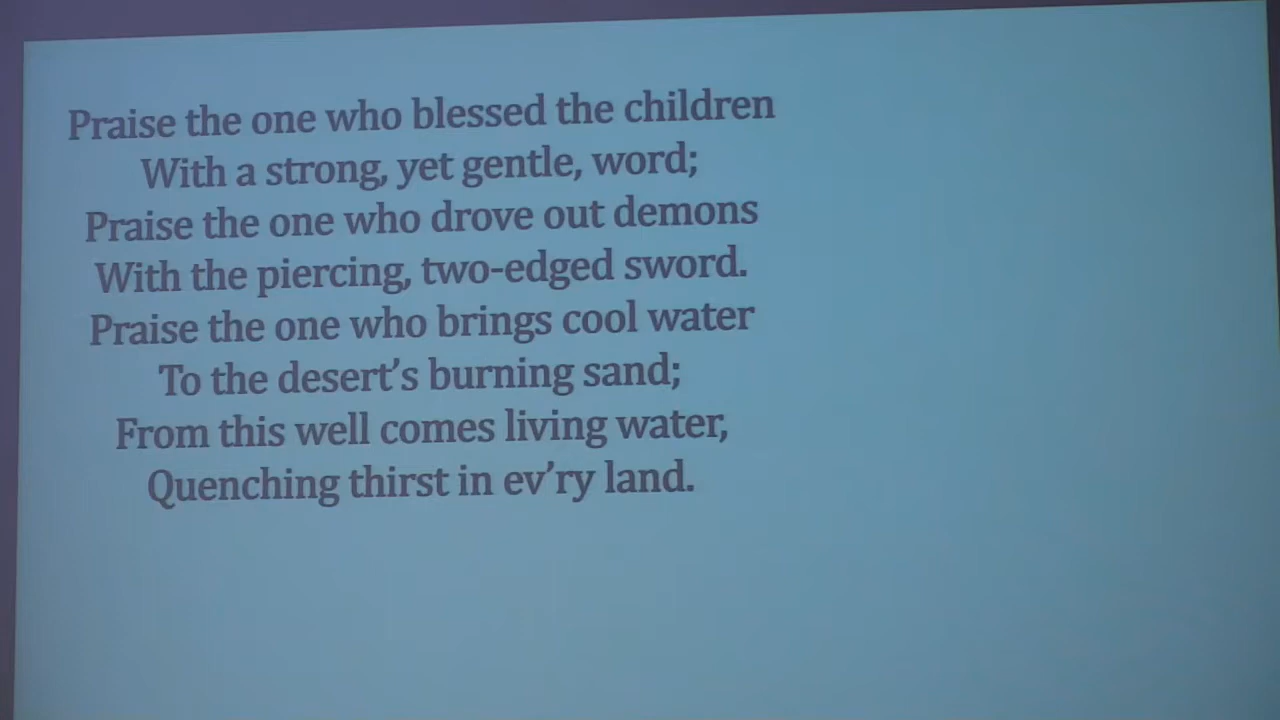 Praise the one who blessed the children
With a strong, yet gentle, word;
Praise the one who drove out demons
With the piercing, two-edged sword.
Praise the one who brings cool water
To the desert’s burning sand;
From this well comes living water,
Quenching thirst in ev’ry land.